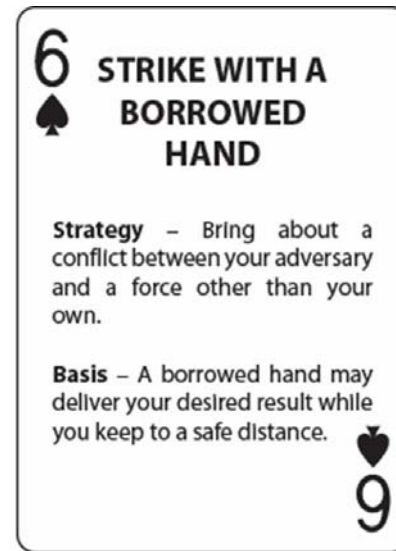 6
STRIKE WITH A
BORROWED
HAND
Strategy – Bring about a
conflict between your adversary
and a force other than your
own.
Basis – A borrowed hand may
deliver your desired result while
you keep to a safe distance.
6